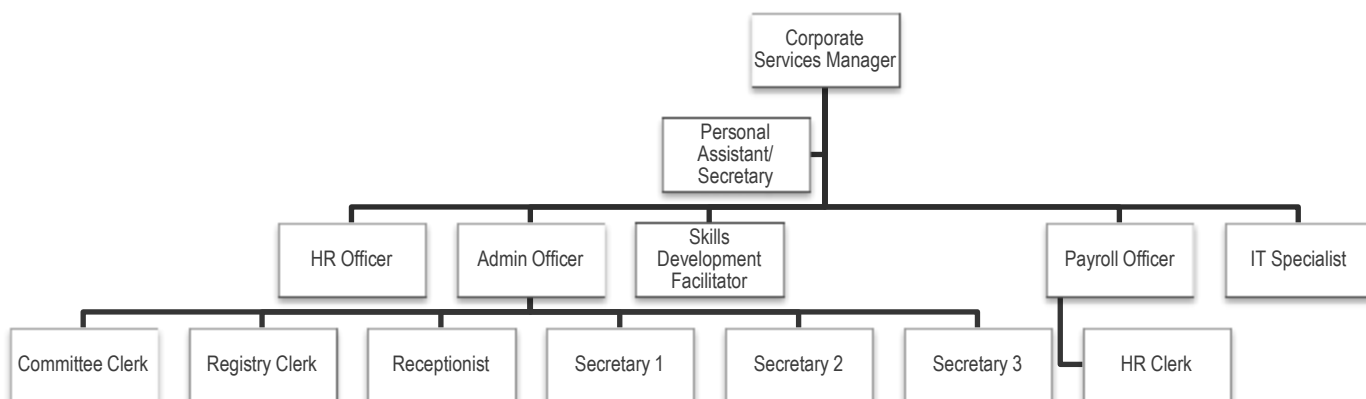 Corporate
Services Manager
Personal
Assistant/
Secretary
HR Officer
Admin Officer
Skills
Development
Facilitator
Payroll Officer
IT Specialist
Committee Clerk
Registry Clerk
Receptionist
Secretary 1
Secretary 2
Secretary 3
HR Clerk